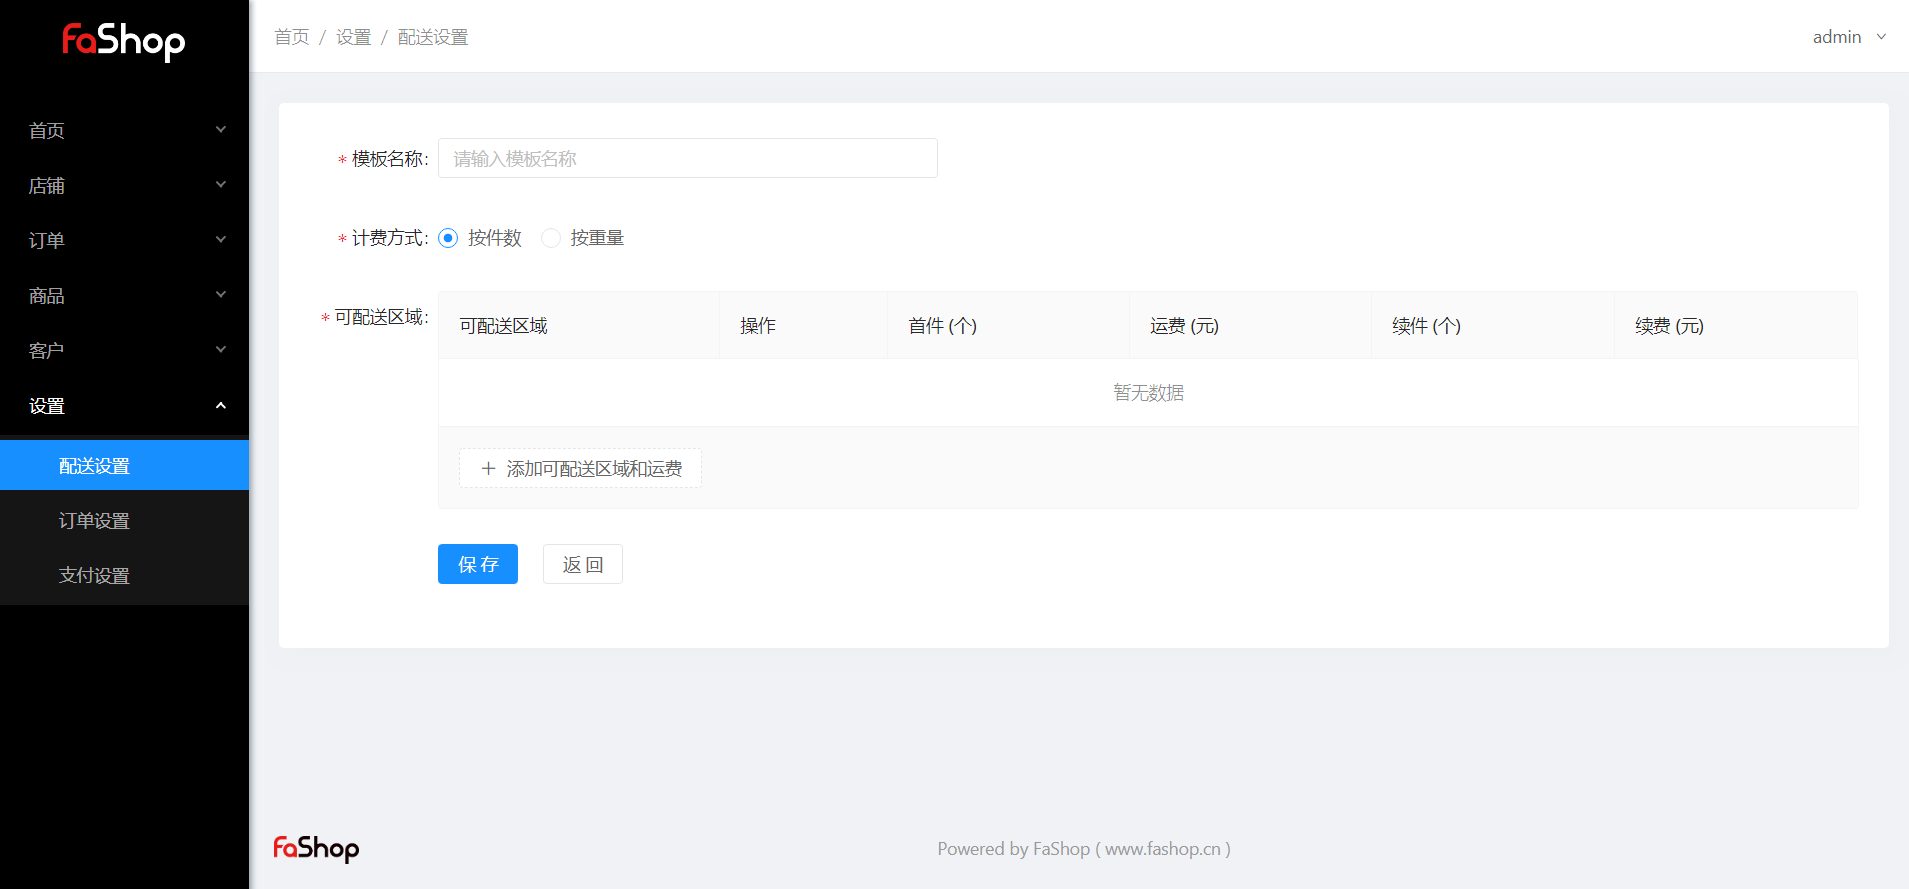 FaShop
首页 / 设置 / 配送设置
admin
首页
店铺
订单
商品
客户
设置
配送设置
订单设置
支付设置
* 模板名称:
请输入模板名称
* 计费方式:
按件数
按重量
* 可配送区域:
可配送区域 操作 首件 (个) 运费 (元) 续件 (个) 续费 (元)
暂无数据
+ 添加可配送区域和运费
保 存
返 回
FaShop
Powered by FaShop ( www.fashop.cn )